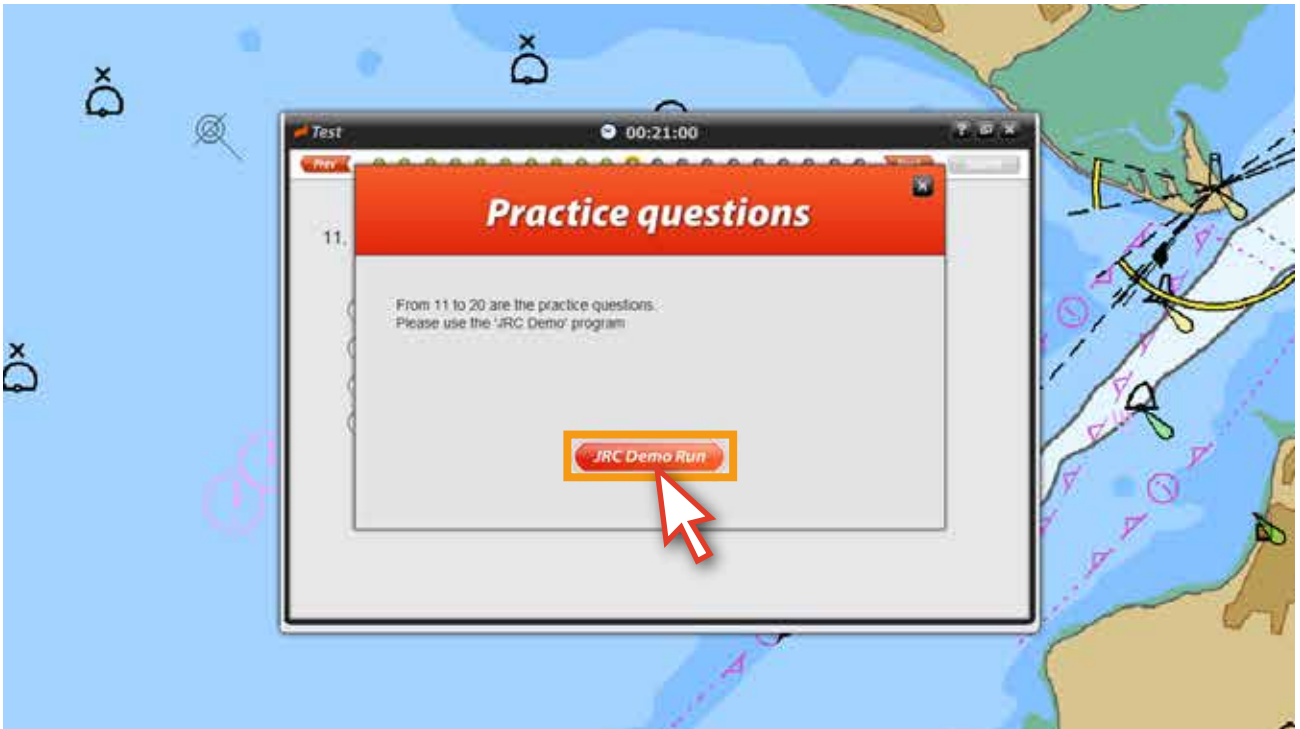 Test
00:21:00
? x
Prev
Practice questions
x
11.
From 11 to 20 are the practice questions.
Please use the 'JRC Demo' program
JRC Demo Run